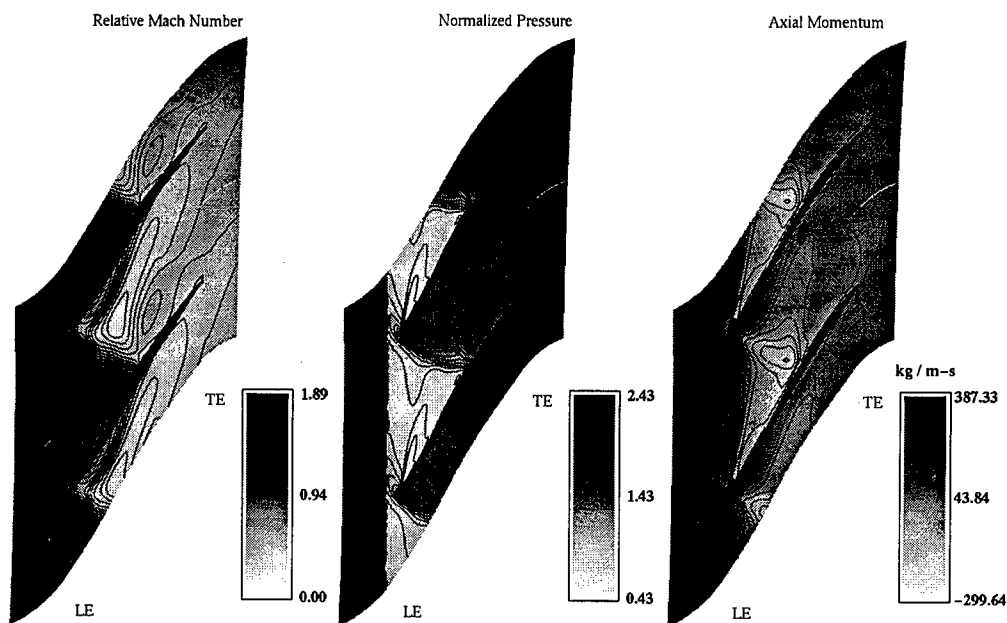 Relative Mach Number
Normalized Pressure
Axial Momentum
TE
1.89
0.94
0.00
LE
TE
2.43
1.43
0.43
LE
kg / m-s
TE
387.33
43.84
-299.64
LE